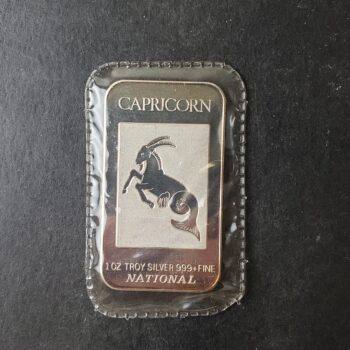 CAPRICORN
1 OZ TROY SILVER 999+FINE
NATIONAL